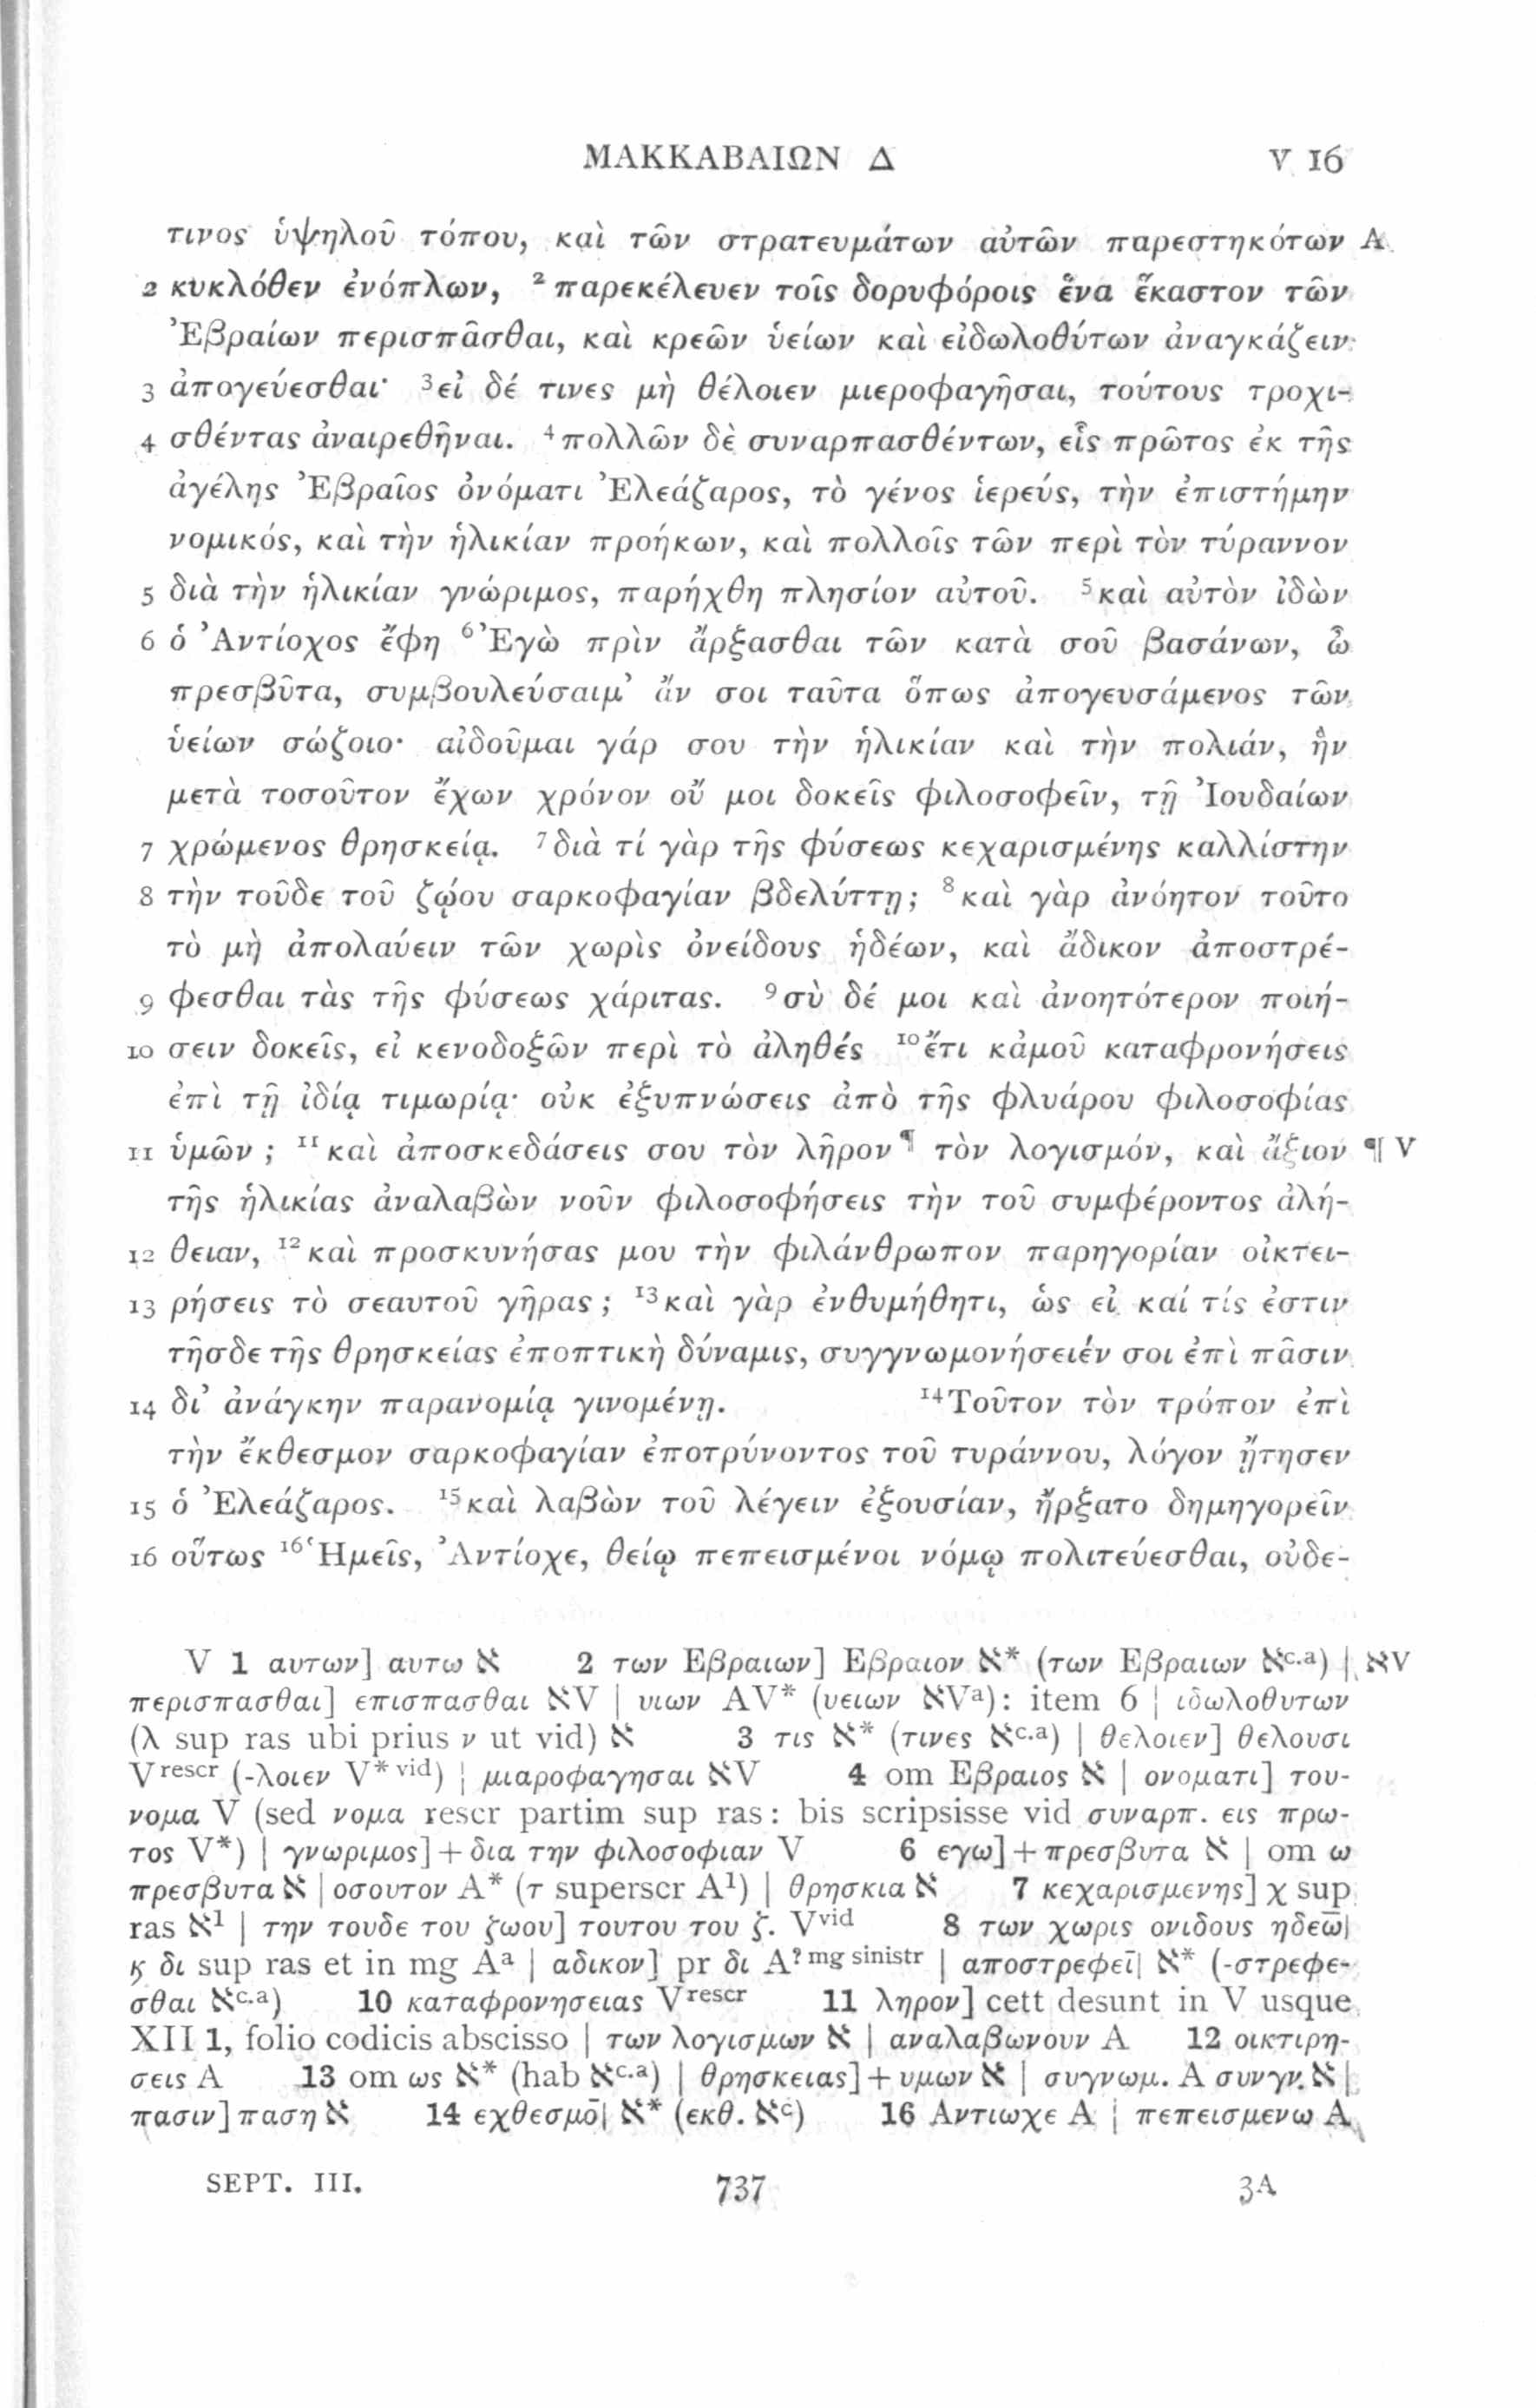 ΜΑΚΚΑΒΑΙΩΝ Δ V 16
τινος ὑψηλοῦ τόπου, καὶ τῶν στρατευμάτων αὐτῶν παρεστηκότων A
2 κυκλόθεν ἐνόπλων, ²παρεκέλευεν τοῖς δορυφόροις ἕνα ἕκαστον τῶν
Ἐβραίων περισπᾶσθαι, καὶ κρεῶν ὑείων καὶ εἰδωλοθύτων ἀναγκάζειν
3 ἀπογεύεσθαι· ³εἰ δέ τινες μὴ θέλοιεν μιεροφαγῆσαι, τούτους τροχι-
4 σθέντας ἀναιρεθῆναι. ⁴πολλῶν δὲ συναρπασθέντων, εἷς πρῶτος ἐκ τῆς
ἀγέλης Ἐβραῖος ὀνόματι Ἐλεάζαρος, τὸ γένος ἱερεύς, τὴν ἐπιστήμην
νομικός, καὶ τὴν ἡλικίαν προήκων, καὶ πολλοῖς τῶν περὶ τὸν τύραννον
5 διὰ τὴν ἡλικίαν γνώριμος, παρήχθη πλησίον αὐτοῦ. ⁵καὶ αὐτὸν ἰδὼν
6 ὁ Ἀντίοχος ἔφη ⁶Ἐγὼ πρὶν ἄρξασθαι τῶν κατὰ σοῦ βασάνων, ὦ
πρεσβῦτα, συμβουλεύσαιμ᾽ ἄν σοι ταῦτα ὅπως ἀπογευσάμενος τῶν
ὑείων σώζοιο· αἰδοῦμαι γάρ σου τὴν ἡλικίαν καὶ τὴν πολιάν, ἣν
μετὰ τοσοῦτον ἔχων χρόνον οὔ μοι δοκεῖς φιλοσοφεῖν, τῇ Ἰουδαίων
7 χρώμενος θρησκείᾳ. ⁷διὰ τί γὰρ τῆς φύσεως κεχαρισμένης καλλίστην
8 τὴν τοῦδε τοῦ ζῴου σαρκοφαγίαν βδελύττῃ; ⁸καὶ γὰρ ἀνόητον τοῦτο
τὸ μὴ ἀπολαύειν τῶν χωρὶς ὀνείδους ἡδέων, καὶ ἄδικον ἀποστρέ-
9 φεσθαι τὰς τῆς φύσεως χάριτας. ⁹σὺ δέ μοι καὶ ἀνοητότερον ποιή-
10 σειν δοκεῖς, εἰ κενοδοξῶν περὶ τὸ ἀληθές ¹⁰ἔτι κἀμοῦ καταφρονήσεις
ἐπὶ τῇ ἰδίᾳ τιμωρίᾳ· οὐκ ἐξυπνώσεις ἀπὸ τῆς φλυάρου φιλοσοφίας
11 ὑμῶν ; ¹¹καὶ ἀποσκεδάσεις σου τὸν λῆρον ¶ τὸν λογισμόν, καὶ ἄξιον ¶ V
τῆς ἡλικίας ἀναλαβὼν νοῦν φιλοσοφήσεις τὴν τοῦ συμφέροντος ἀλή-
12 θειαν, ¹²καὶ προσκυνήσας μου τὴν φιλάνθρωπον παρηγορίαν οἰκτει-
13 ρήσεις τὸ σεαυτοῦ γῆρας ; ¹³καὶ γὰρ ἐνθυμήθητι, ὡς εἰ καί τίς ἐστιν
τῆσδε τῆς θρησκείας ἐποπτικὴ δύναμις, συγγνωμονήσειέν σοι ἐπὶ πᾶσιν
14 δι᾽ ἀνάγκην παρανομίᾳ γινομένῃ. ¹⁴Τοῦτον τὸν τρόπον ἐπὶ
τὴν ἔκθεσμον σαρκοφαγίαν ἐποτρύνοντος τοῦ τυράννου, λόγον ᾔτησεν
15 ὁ Ἐλεάζαρος. ¹⁵καὶ λαβὼν τοῦ λέγειν ἐξουσίαν, ἤρξατο δημηγορεῖν
16 οὕτως ¹⁶Ἡμεῖς, Ἀντίοχε, θείῳ πεπεισμένοι νόμῳ πολιτεύεσθαι, οὐδε-
V 1 αυτων] αυτω ℵ 2 των Εβραιων] Εβραιον ℵ* (των Εβραιων ℵc.a) | ℵV
περισπασθαι] επισπασθαι ℵV | υιων AV* (υειων ℵVa): item 6 | ιδωλοθυτων
(λ sup ras ubi prius ν ut vid) ℵ 3 τις ℵ* (τινες ℵc.a) | θελοιεν] θελουσι
Vrescr (-λοιεν V* vid) | μιαροφαγησαι ℵV 4 om Εβραιος ℵ | ονοματι] του-
νομα V (sed νομα rescr partim sup ras: bis scripsisse vid συναρπ. εις πρω-
τος V*) | γνωριμος] + δια την φιλοσοφιαν V 6 εγω] + πρεσβυτα ℵ | om ω
πρεσβυτα ℵ | οσουτον A* (τ superscr A¹) | θρησκια ℵ 7 κεχαρισμενης] χ sup
ras ℵ¹ | την τουδε του ζωου] τουτου του ζ. Vvid 8 των χωρις ονιδους ηδεω̅|
ϗ δι sup ras et in mg Aa | αδικον] pr δι A? mg sinistr | αποστρεφεῑ| ℵ* (-στρεφε-
σθαι ℵc.a) 10 καταφρονησειας Vrescr 11 ληρον] cett desunt in V usque
XII 1, folio codicis abscisso | των λογισμων ℵ | αναλαβωνουν A 12 οικτιρη-
σεις A 13 om ως ℵ* (hab ℵc.a) | θρησκειας] + υμων ℵ | συγνωμ. A συνγν. ℵ |
πασιν] παση ℵ 14 εχθεσμο̅| ℵ* (εκθ. ℵc) 16 Αντιωχε A | πεπεισμενω A
SEPT. III. 737 3A